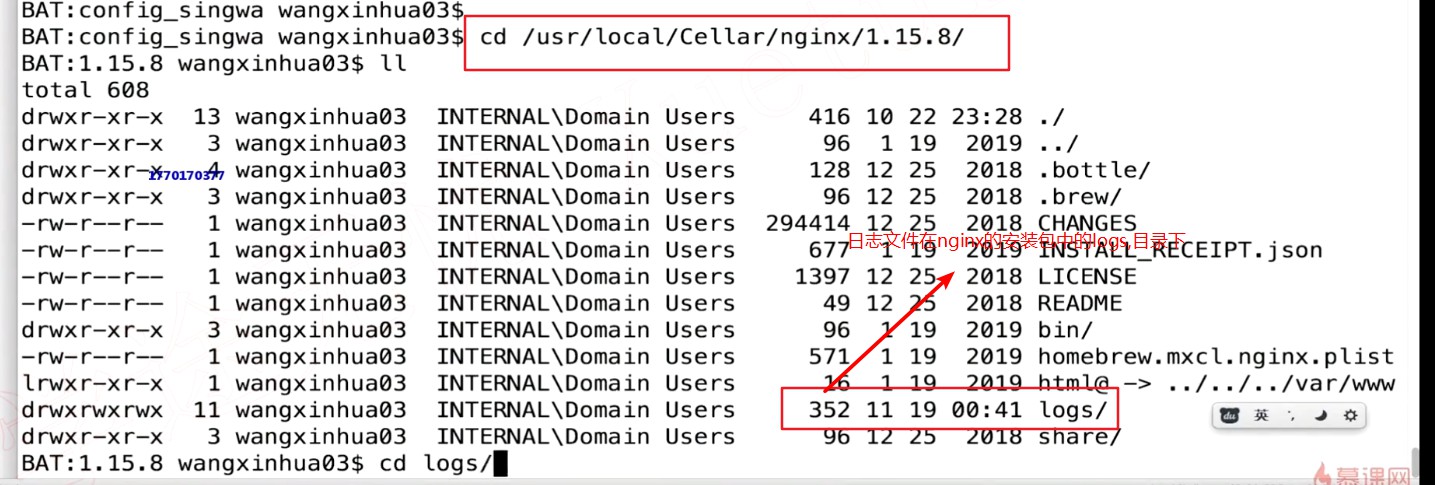 BAT:config_singwa wangxinhua03$
BAT:config_singwa wangxinhua03$ cd /usr/local/Cellar/nginx/1.15.8/
BAT:1.15.8 wangxinhua03$ ll
total 608
drwxr-xr-x 13 wangxinhua03 INTERNAL\Domain Users 416 10 22 23:28 ./
drwxr-xr-x 3 wangxinhua03 INTERNAL\Domain Users 96 1 19 2019 ../
drwxr-xr-x 4 wangxinhua03 INTERNAL\Domain Users 128 12 25 2018 .bottle/
1770170377
drwxr-xr-x 3 wangxinhua03 INTERNAL\Domain Users 96 12 25 2018 .brew/
-rw-r--r-- 1 wangxinhua03 INTERNAL\Domain Users 294414 12 25 2018 CHANGES
日志文件在nginx的安装包中的logs,目录下
-rw-r--r-- 1 wangxinhua03 INTERNAL\Domain Users 677 1 19 2019 INSTALL_RECEIPT.json
-rw-r--r-- 1 wangxinhua03 INTERNAL\Domain Users 1397 12 25 2018 LICENSE
-rw-r--r-- 1 wangxinhua03 INTERNAL\Domain Users 49 12 25 2018 README
drwxr-xr-x 3 wangxinhua03 INTERNAL\Domain Users 96 1 19 2019 bin/
-rw-r--r-- 1 wangxinhua03 INTERNAL\Domain Users 571 1 19 2019 homebrew.mxcl.nginx.plist
lrwxr-xr-x 1 wangxinhua03 INTERNAL\Domain Users 16 1 19 2019 html@ -> ../../../var/www
drwxrwxrwx 11 wangxinhua03 INTERNAL\Domain Users 352 11 19 00:41 logs/
du 英
drwxr-xr-x 3 wangxinhua03 INTERNAL\Domain Users 96 12 25 2018 share/
BAT:1.15.8 wangxinhua03$ cd logs/
慕课网